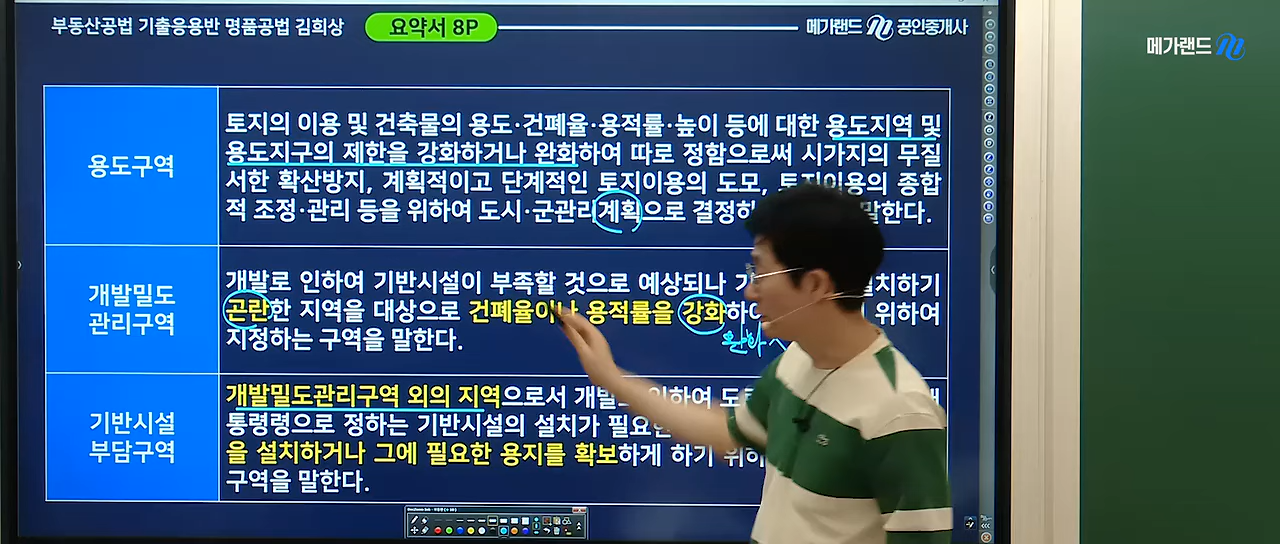 부동산공법 기출응용반 명품공법 김희상
요약서 8P
메가랜드 공인중개사
메가랜드
용도구역
토지의 이용 및 건축물의 용도·건폐율·용적률·높이 등에 대한 용도지역 및
용도지구의 제한을 강화하거나 완화하여 따로 정함으로써 시가지의 무질
서한 확산방지, 계획적이고 단계적인 토지이용의 도모, 토지이용의 종합
적 조정·관리 등을 위하여 도시·군관리계획으로 결정하 말한다.
개발밀도
관리구역
개발로 인하여 기반시설이 부족할 것으로 예상되나 설치하기
곤란한 지역을 대상으로 건폐율이나 용적률을 강화하여 위하여
완화
지정하는 구역을 말한다.
기반시설
부담구역
개발밀도관리구역 외의 지역으로서 개발로 인하여 도로
통령령으로 정하는 기반시설의 설치가 필요한
을 설치하거나 그에 필요한 용지를 확보하게 하기 위하
구역을 말한다.